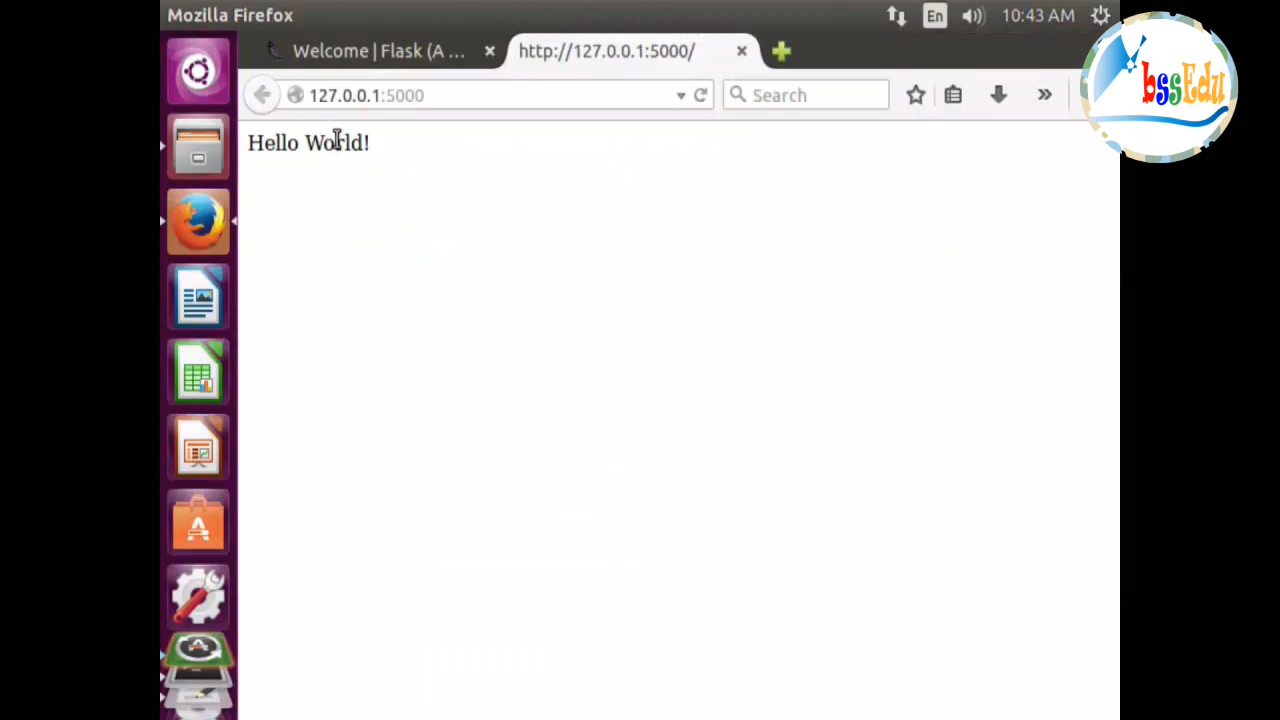 Mozilla Firefox
En
10:43 AM
Welcome | Flask (A ...
http://127.0.0.1:5000/
127.0.0.1:5000
Search
bssEdu
Hello World!